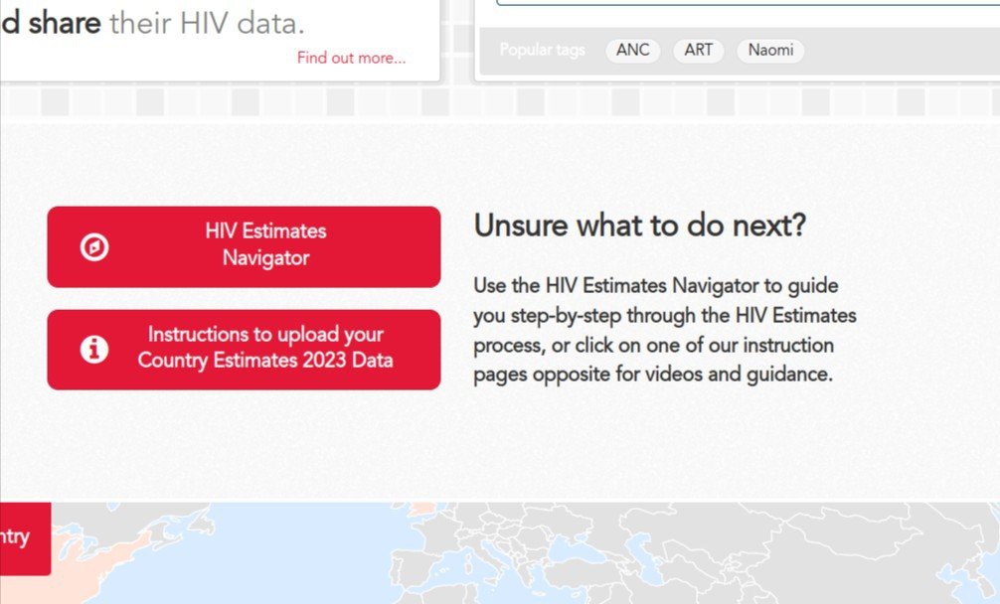 d share their HIV data.
Find out more...
Popular tags ANC ART Naomi
HIV Estimates
Navigator
Instructions to upload your
Country Estimates 2023 Data
Unsure what to do next?
Use the HIV Estimates Navigator to guide
you step-by-step through the HIV Estimates
process, or click on one of our instruction
pages opposite for videos and guidance.
ntry